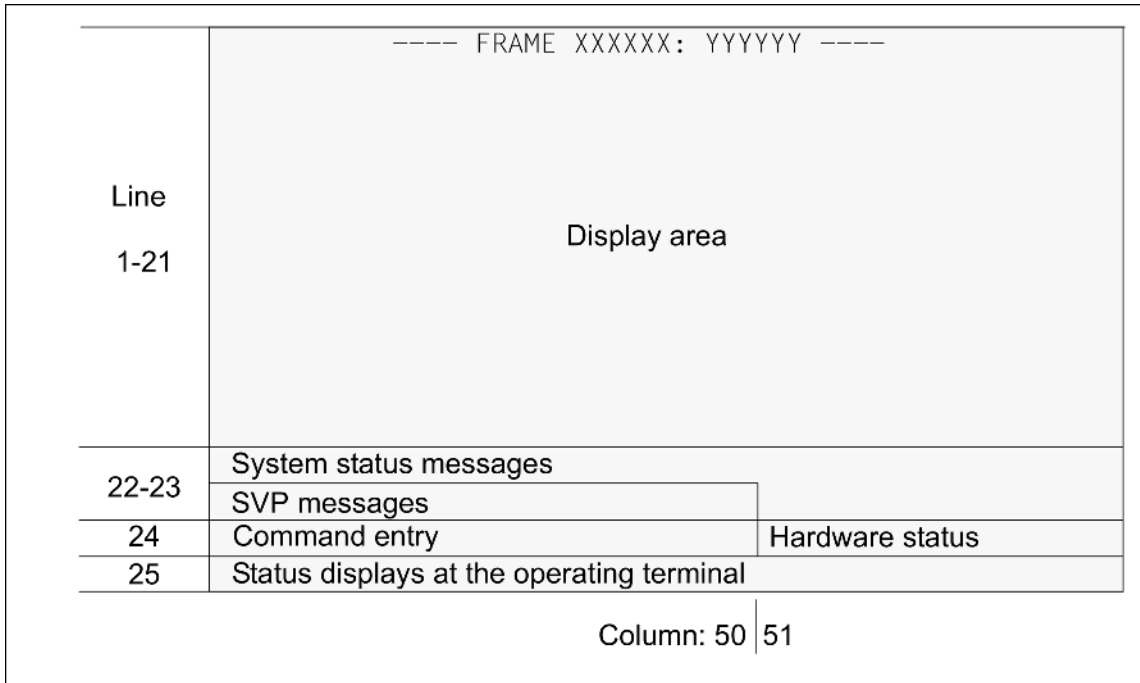 ---- FRAME XXXXXX: YYYYYY ----
Line
1-21
Display area
22-23
System status messages
SVP messages
24
Command entry
Hardware status
25
Status displays at the operating terminal
Column: 50 51